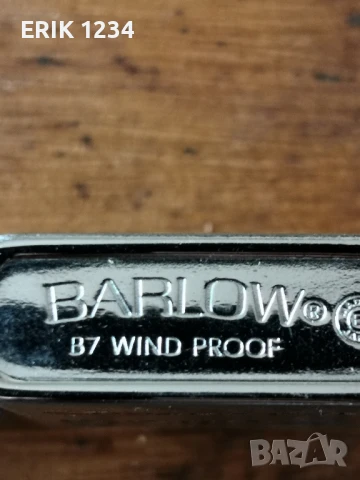 ERIK 1234
BARLOW®
B7 WIND PROOF
BAZAR